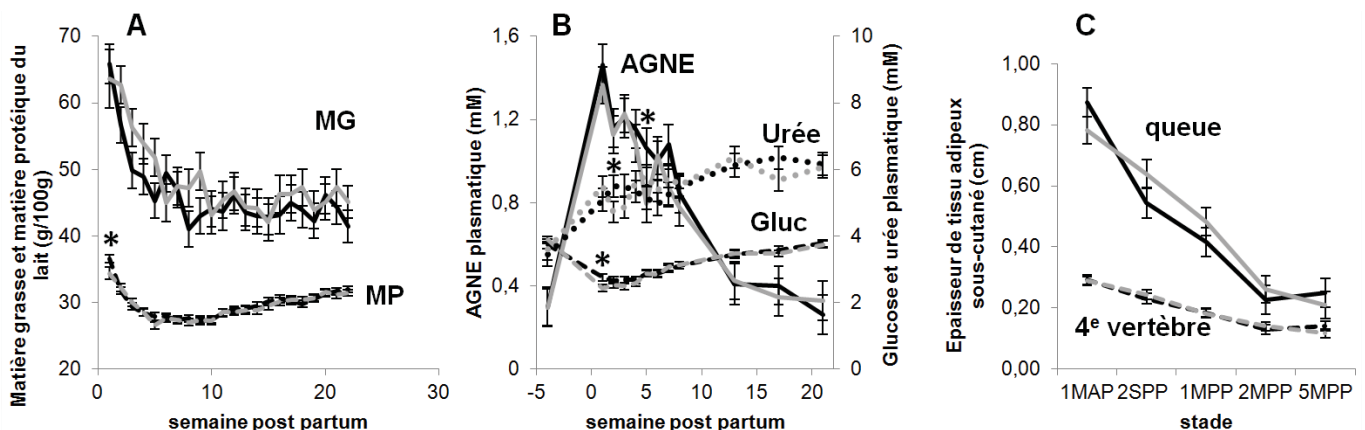 A
Matière grasse et matière protéique du
lait (g/100g)
70
60
50
40
30
20
MG
*
MP
0
10
20
30
semaine post partum
B
AGNE plasmatique (mM)
1,6
1,2
0,8
0,4
0
AGNE
*
Urée
*
Gluc
*
10
8
6
4
2
0
Glucose et urée plasmatique (mM)
-5
0
5
10
15
20
semaine post partum
C
Epaisseur de tissu adipeux
sous-cutané (cm)
1,00
0,80
0,60
0,40
0,20
0,00
queue
4e vertèbre
1MAP 2SPP 1MPP 2MPP 5MPP
stade